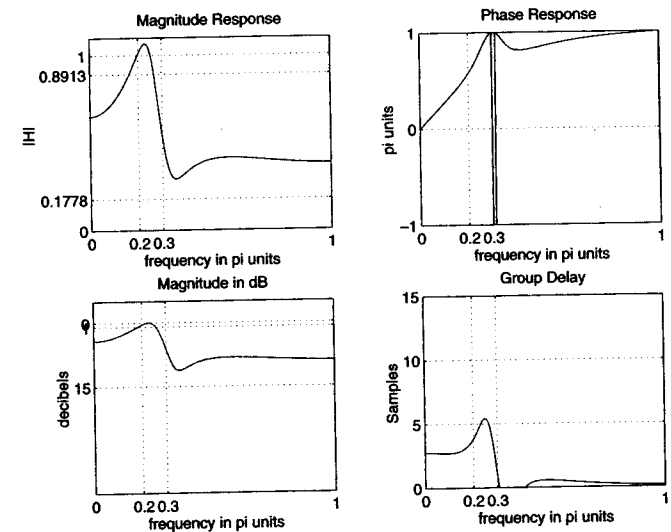 Magnitude Response
|H|
1
0.8913
0.1778
0
0 0.2 0.3 1
frequency in pi units
Phase Response
pi units
1
0
−1
0 0.2 0.3 1
frequency in pi units
Magnitude in dB
decibels
0
15
0 0.2 0.3 1
frequency in pi units
Group Delay
Samples
15
10
5
0
0 0.2 0.3 1
frequency in pi units